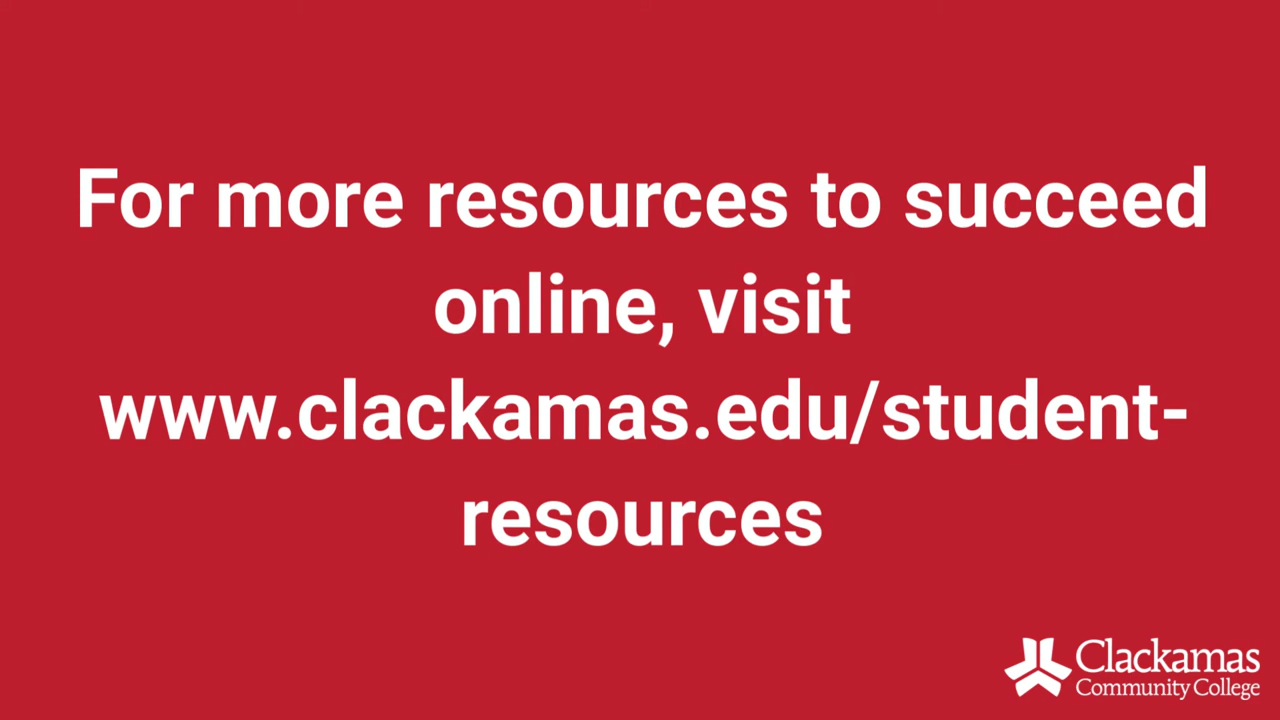 For more resources to succeed
online, visit
www.clackamas.edu/student-
resources
Clackamas
Community College